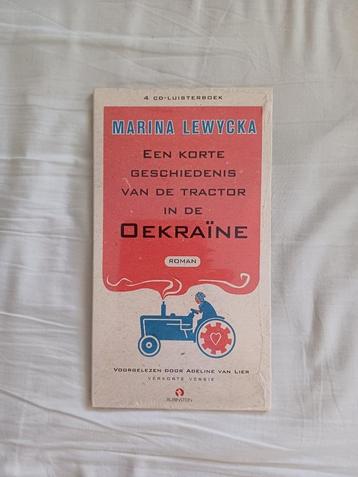 4 CD-LUISTERBOEK
MARINA LEWYCKA
EEN KORTE
GESCHIEDENIS
VAN DE TRACTOR
IN DE
OEKRAÏNE
ROMAN
VOORGELEZEN DOOR ADELINE VAN LIER
VERKORTE VERSIE
RUBINSTEIN